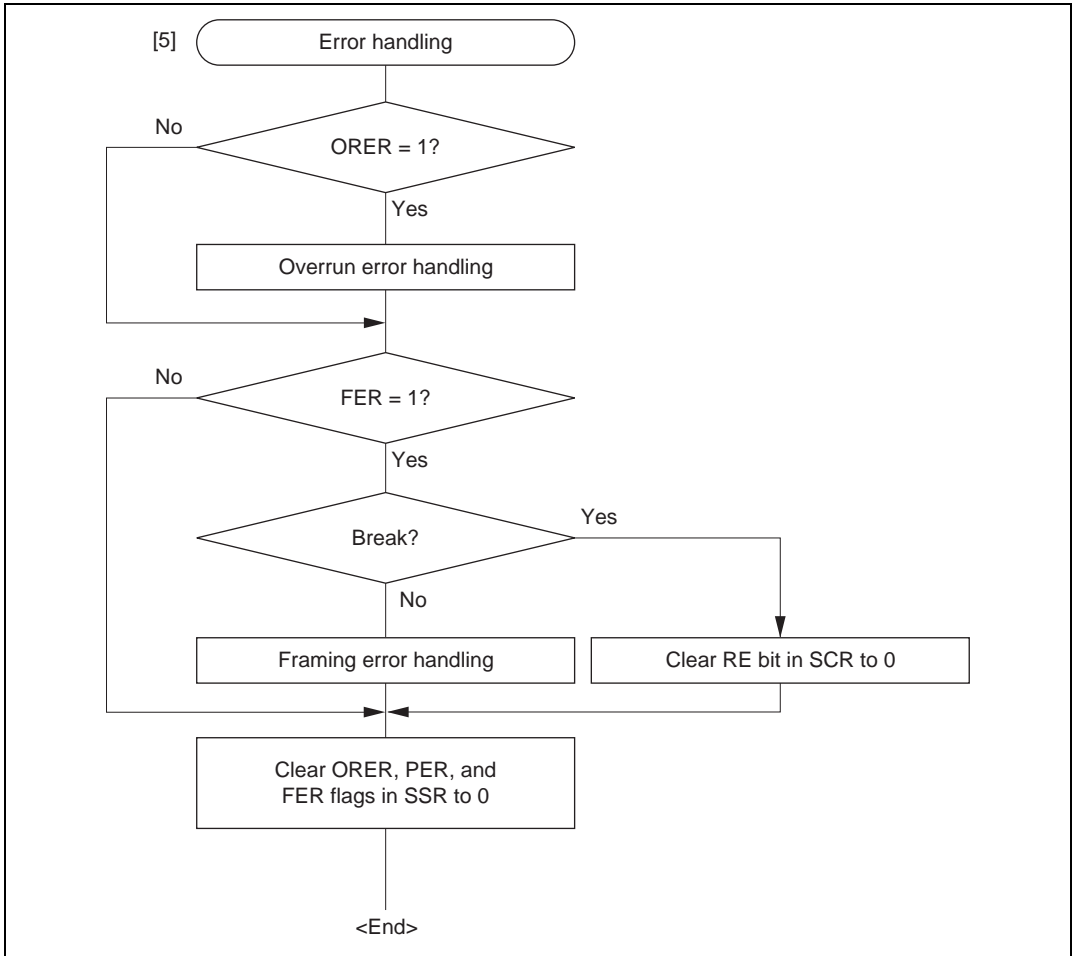 [5]
Error handling
No
ORER = 1?
Yes
Overrun error handling
No
FER = 1?
Yes
Break?
Yes
No
Framing error handling
Clear RE bit in SCR to 0
Clear ORER, PER, and
FER flags in SSR to 0
<End>